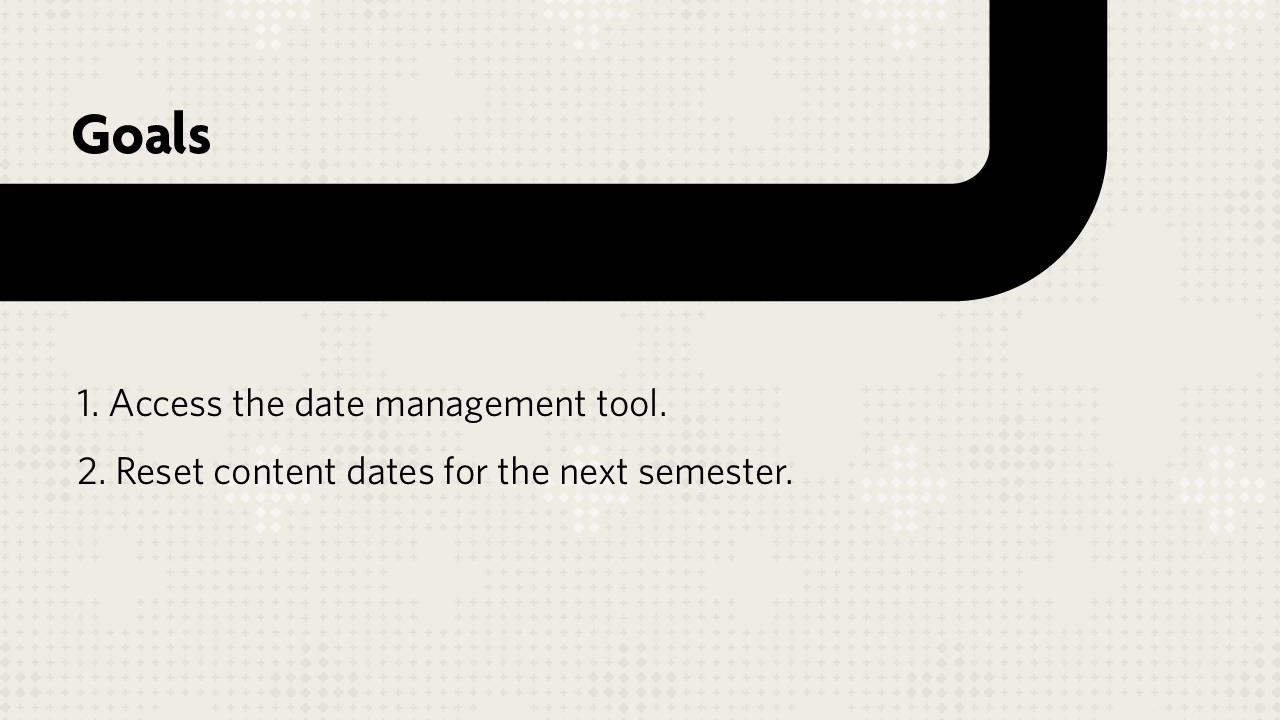 Goals
1. Access the date management tool.
2. Reset content dates for the next semester.